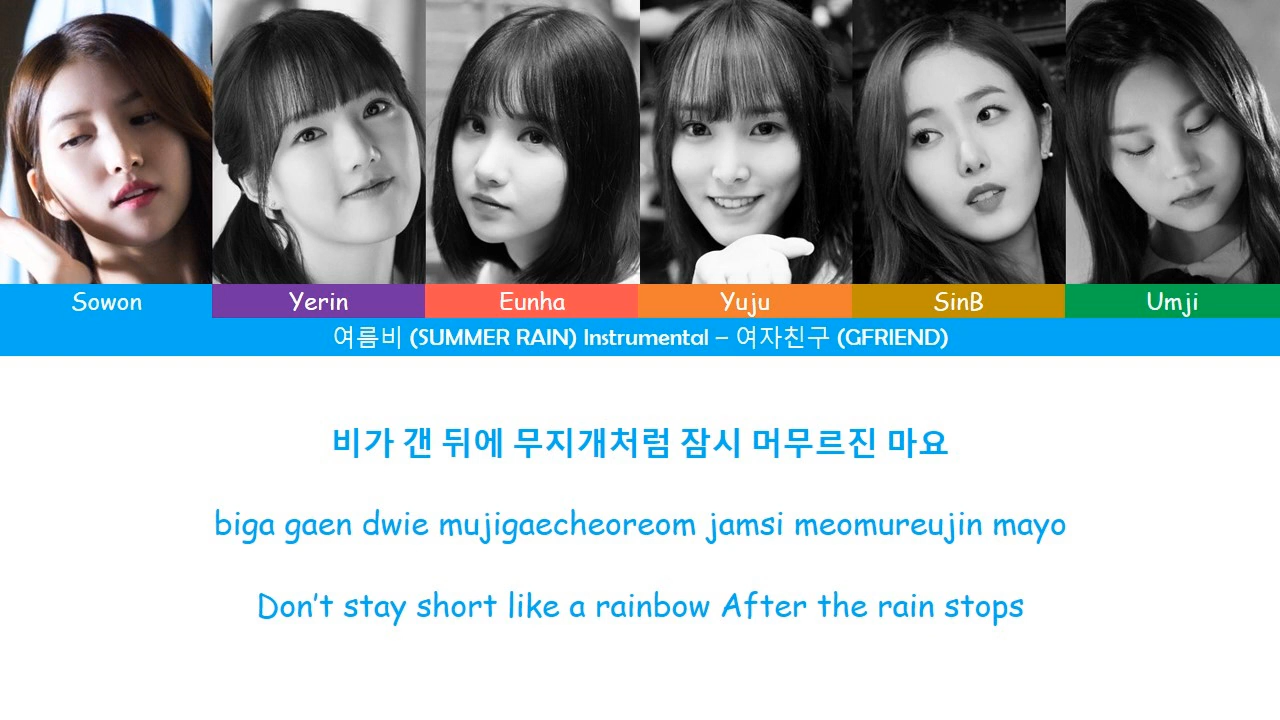 Sowon Yerin Eunha Yuju SinB Umji
여름비 (SUMMER RAIN) Instrumental – 여자친구 (GFRIEND)
비가 갠 뒤에 무지개처럼 잠시 머무르진 마요
biga gaen dwie mujigaecheoreom jamsi meomureujin mayo
Don’t stay short like a rainbow After the rain stops